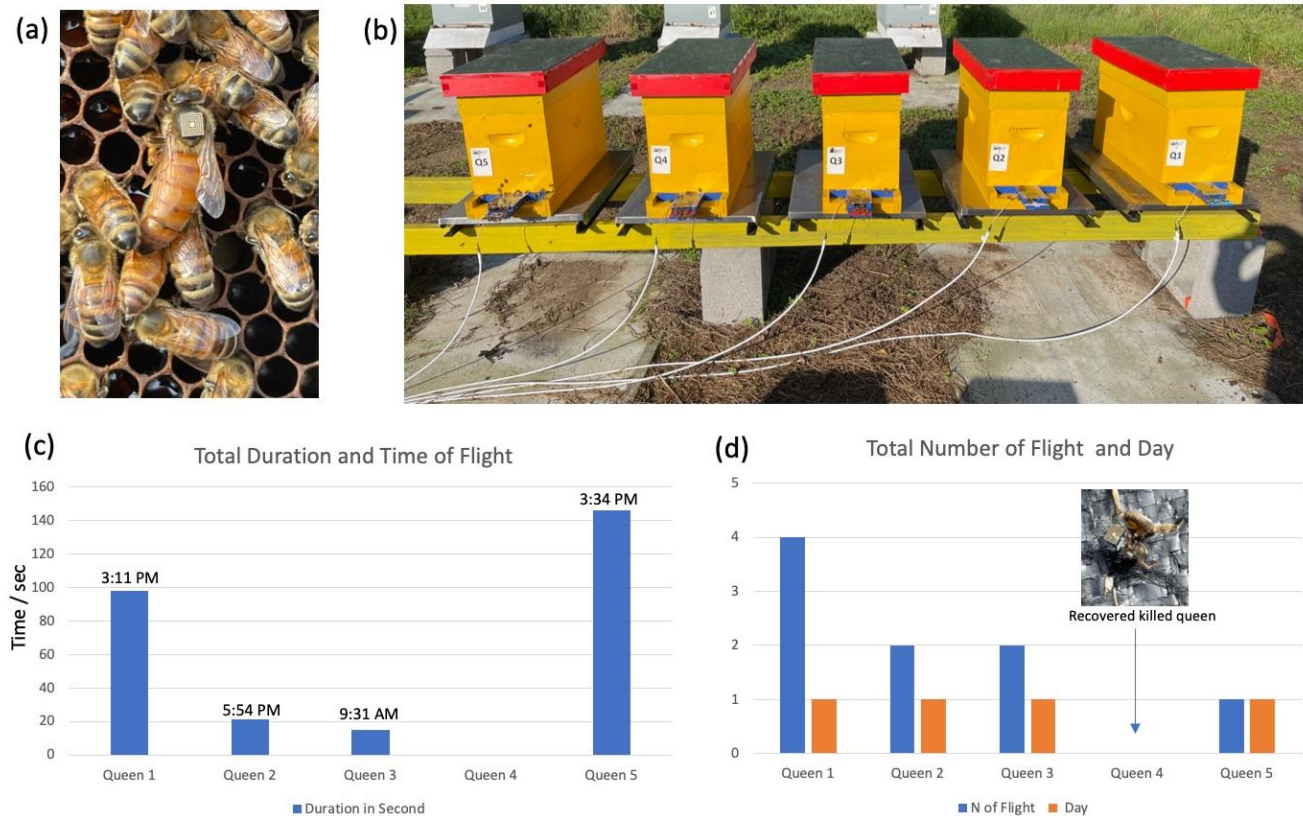 (a)
(b)
Q5
Q4
Q3
Q2
Q1
(c)
Total Duration and Time of Flight
Time / sec
160
140
120
100
80
60
40
20
0
3:11 PM
5:54 PM
9:31 AM
3:34 PM
Queen 1
Queen 2
Queen 3
Queen 4
Queen 5
Duration in Second
(d)
Total Number of Flight and Day
5
4
3
2
1
0
Recovered killed queen
Queen 1
Queen 2
Queen 3
Queen 4
Queen 5
N of Flight
Day